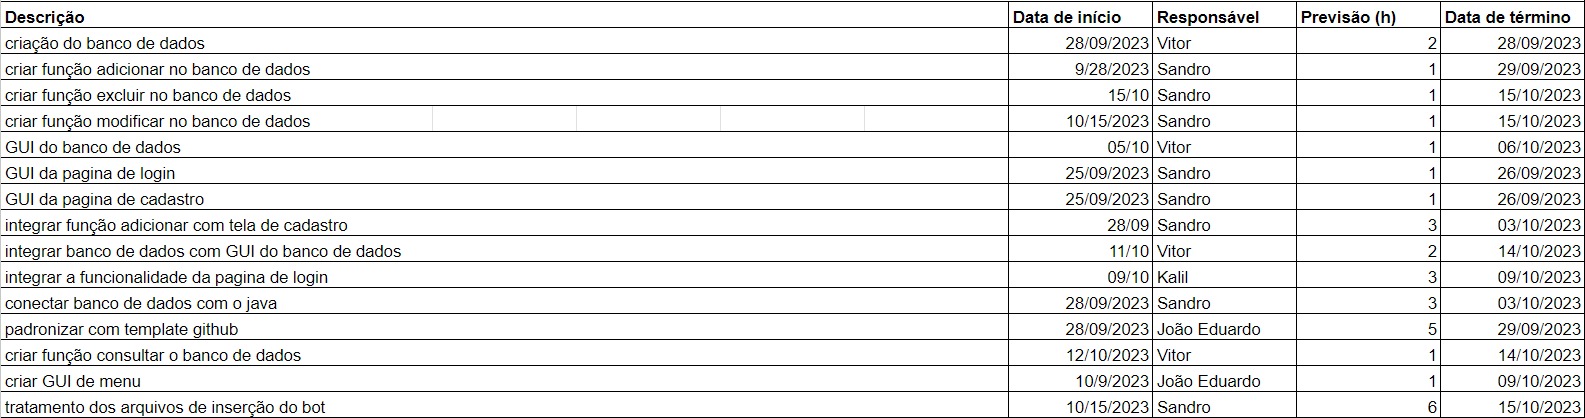 Descrição Data de início Responsável Previsão (h) Data de término
criação do banco de dados 28/09/2023 Vitor 2 28/09/2023
criar função adicionar no banco de dados 9/28/2023 Sandro 1 29/09/2023
criar função excluir no banco de dados 15/10 Sandro 1 15/10/2023
criar função modificar no banco de dados 10/15/2023 Sandro 1 15/10/2023
GUI do banco de dados 05/10 Vitor 1 06/10/2023
GUI da pagina de login 25/09/2023 Sandro 1 26/09/2023
GUI da pagina de cadastro 25/09/2023 Sandro 1 26/09/2023
integrar função adicionar com tela de cadastro 28/09 Sandro 3 03/10/2023
integrar banco de dados com GUI do banco de dados 11/10 Vitor 2 14/10/2023
integrar a funcionalidade da pagina de login 09/10 Kalil 3 09/10/2023
conectar banco de dados com o java 28/09/2023 Sandro 3 03/10/2023
padronizar com template github 28/09/2023 João Eduardo 5 29/09/2023
criar função consultar o banco de dados 12/10/2023 Vitor 1 14/10/2023
criar GUI de menu 10/9/2023 João Eduardo 1 09/10/2023
tratamento dos arquivos de inserção do bot 10/15/2023 Sandro 6 15/10/2023